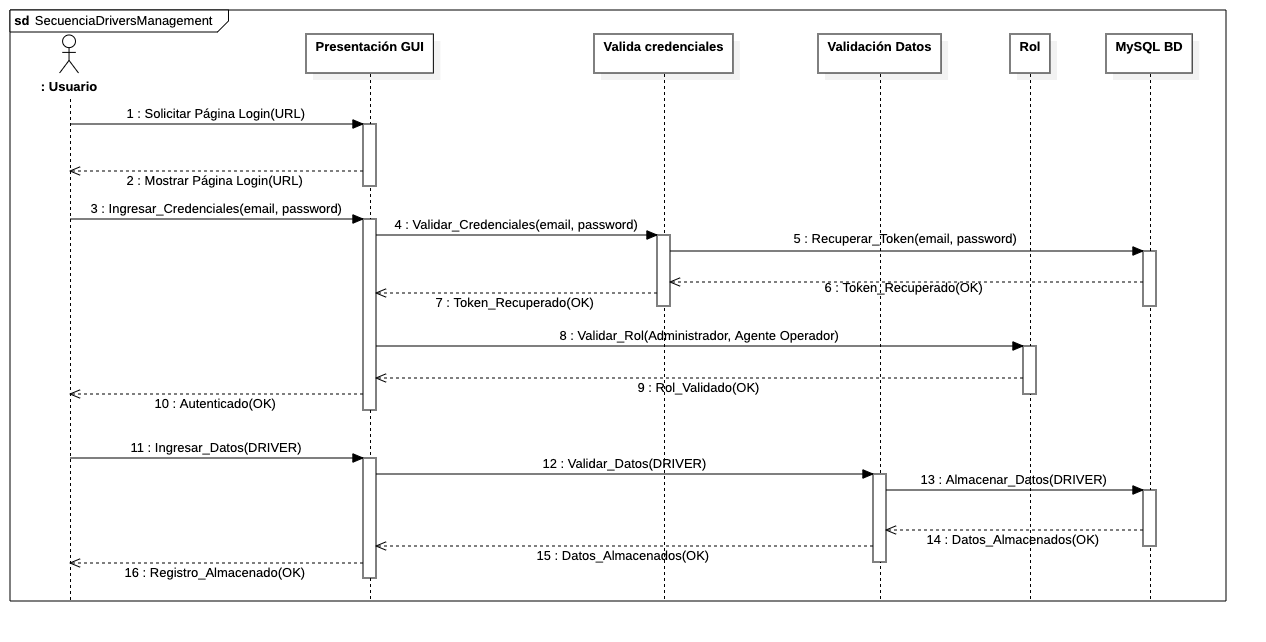 sd SecuenciaDriversManagement
: Usuario
Presentación GUI
Valida credenciales
Validación Datos
Rol
MySQL BD
1 : Solicitar Página Login(URL)
2 : Mostrar Página Login(URL)
3 : Ingresar_Credenciales(email, password)
4 : Validar_Credenciales(email, password)
5 : Recuperar_Token(email, password)
6 : Token_Recuperado(OK)
7 : Token_Recuperado(OK)
8 : Validar_Rol(Administrador, Agente Operador)
9 : Rol_Validado(OK)
10 : Autenticado(OK)
11 : Ingresar_Datos(DRIVER)
12 : Validar_Datos(DRIVER)
13 : Almacenar_Datos(DRIVER)
14 : Datos_Almacenados(OK)
15 : Datos_Almacenados(OK)
16 : Registro_Almacenado(OK)